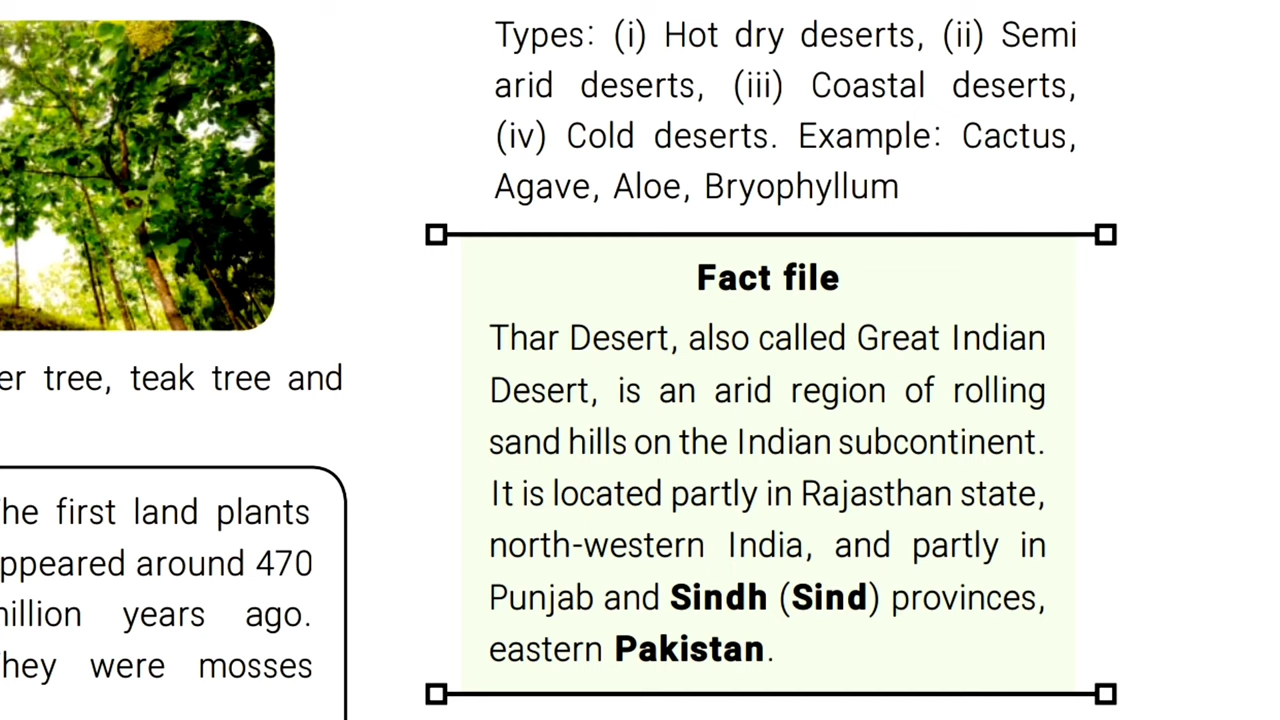 er tree, teak tree and
he first land plants
ppeared around 470
illion years ago.
hey were mosses
Types: (i) Hot dry deserts, (ii) Semi
arid deserts, (iii) Coastal deserts,
(iv) Cold deserts. Example: Cactus,
Agave, Aloe, Bryophyllum
Fact file
Thar Desert, also called Great Indian
Desert, is an arid region of rolling
sand hills on the Indian subcontinent.
It is located partly in Rajasthan state,
north-western India, and partly in
Punjab and Sindh (Sind) provinces,
eastern Pakistan.